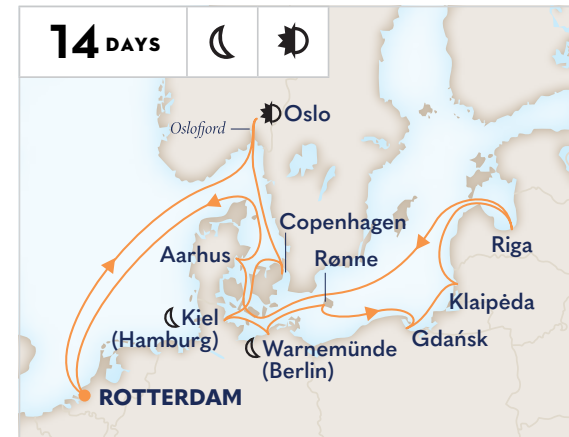 14 DAYS
Oslo
Oslofjord
Copenhagen
Aarhus
Rønne
Riga
Klaipėda
Kiel
(Hamburg)
Gdańsk
Warnemünde
(Berlin)
ROTTERDAM